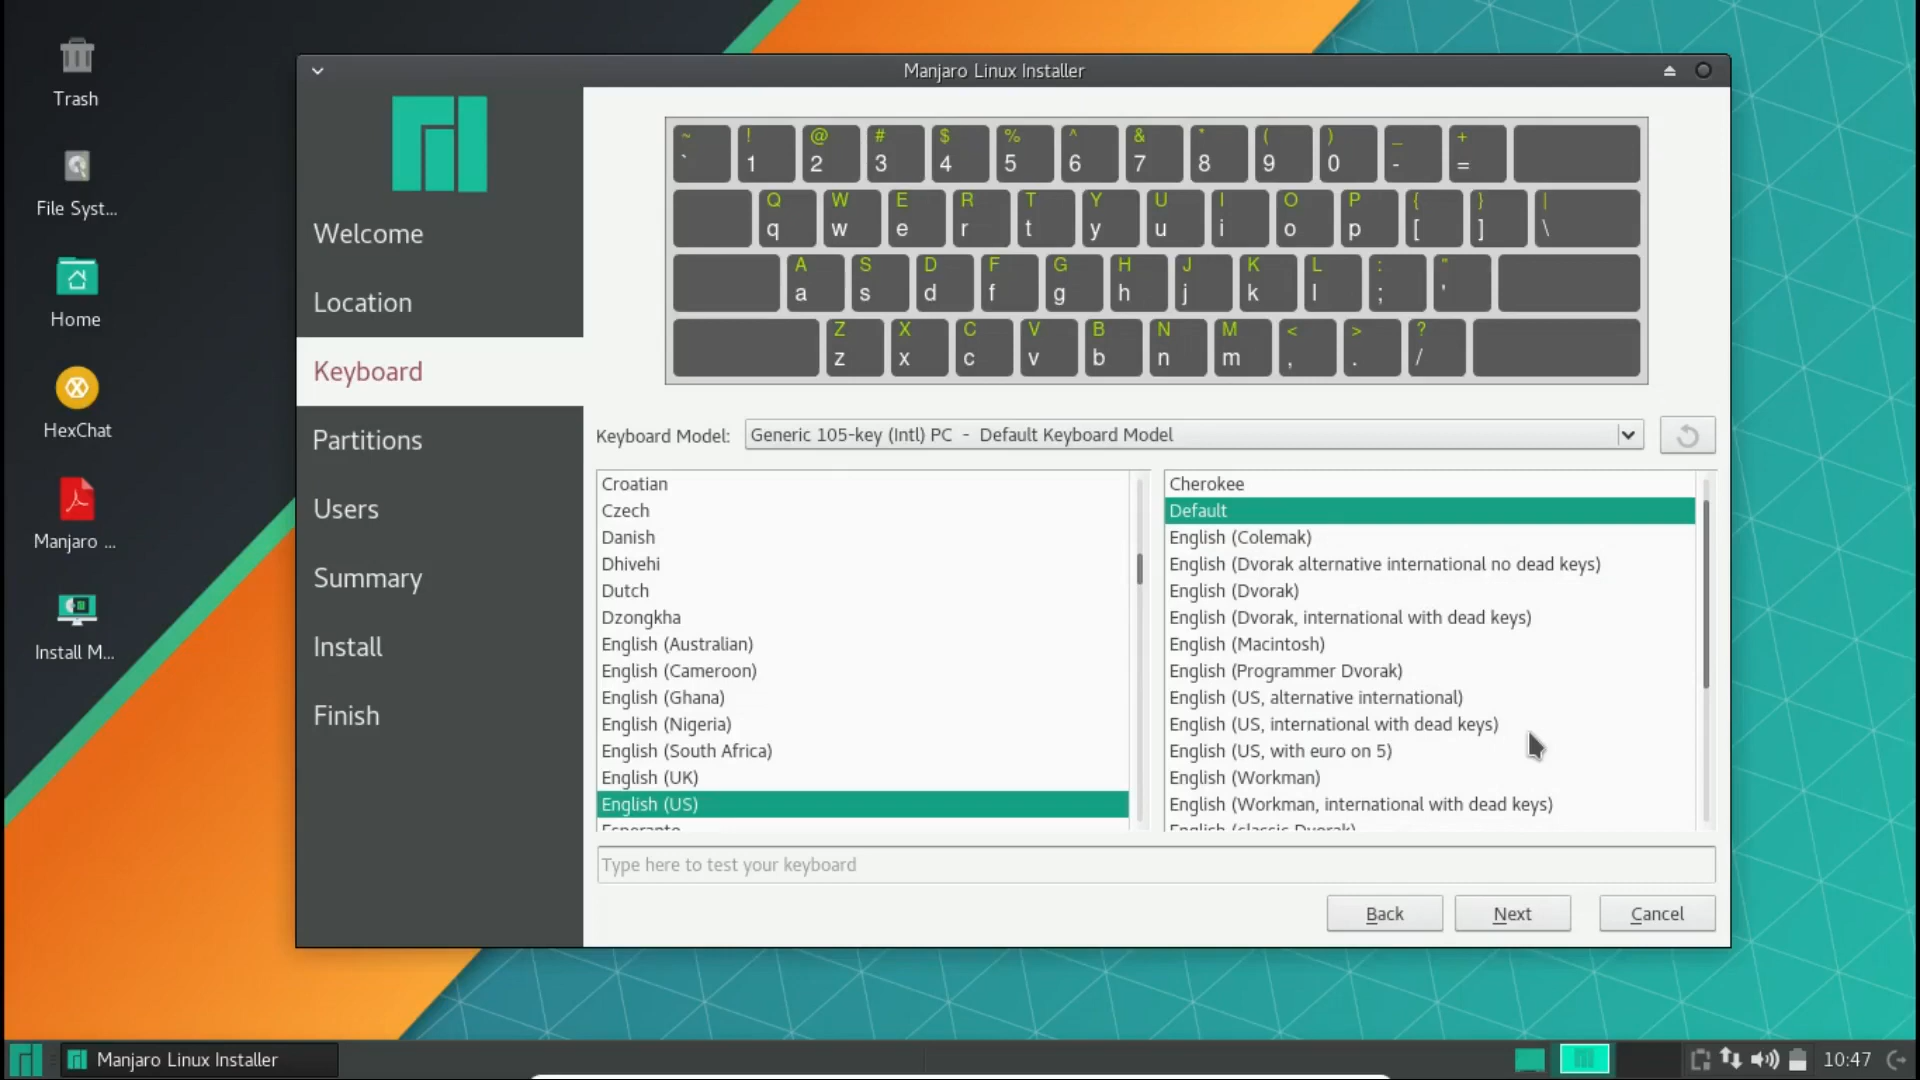 Manjaro Linux Installer
Trash
File Syst...
Home
HexChat
Manjaro ...
Install M...
Welcome
Location
Keyboard
Partitions
Users
Summary
Install
Finish
~ ! @ # $ % ^ & * ( ) _ +
` 1 2 3 4 5 6 7 8 9 0 - =
Q W E R T Y U I O P { } |
q w e r t y u i o p [ ] \
A S D F G H J K L : "
a s d f g h j k l ; '
Z X C V B N M < > ?
z x c v b n m , . /
Keyboard Model: Generic 105-key (Intl) PC - Default Keyboard Model
Croatian
Czech
Danish
Dhivehi
Dutch
Dzongkha
English (Australian)
English (Cameroon)
English (Ghana)
English (Nigeria)
English (South Africa)
English (UK)
English (US)
Esperanto
Cherokee
Default
English (Colemak)
English (Dvorak alternative international no dead keys)
English (Dvorak)
English (Dvorak, international with dead keys)
English (Macintosh)
English (Programmer Dvorak)
English (US, alternative international)
English (US, international with dead keys)
English (US, with euro on 5)
English (Workman)
English (Workman, international with dead keys)
English (classic Dvorak)
Type here to test your keyboard
Back Next Cancel
Manjaro Linux Installer
10:47